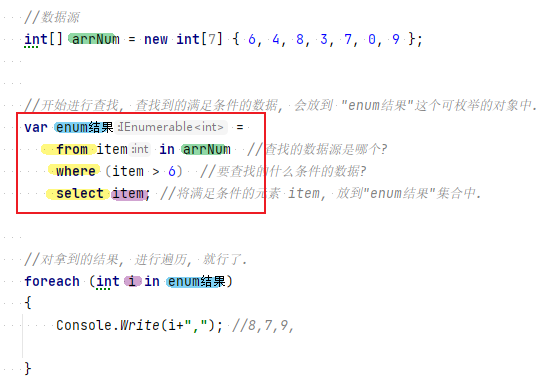 //数据源
int[] arrNum = new int[7] { 6, 4, 8, 3, 7, 0, 9 };
//开始进行查找, 查找到的满足条件的数据, 会放到 "enum结果"这个可枚举的对象中.
var enum结果 :IEnumerable<int> =
from item :int in arrNum //查找的数据源是哪个?
where (item > 6) //要查找的什么条件的数据?
select item; //将满足条件的元素 item, 放到"enum结果"集合中.
//对拿到的结果, 进行遍历, 就行了.
foreach (int i in enum结果)
{
Console.Write(i+","); //8,7,9,
}